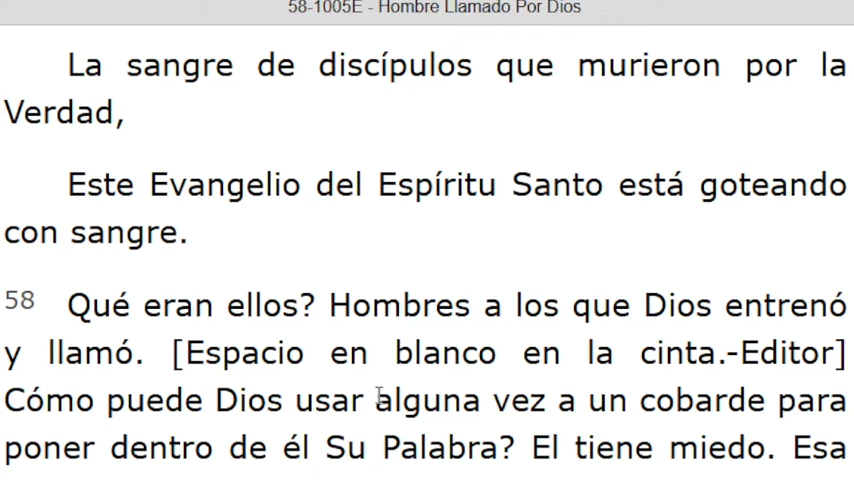 58-1005E - Hombre Llamado Por Dios
La sangre de discípulos que murieron por la
Verdad,
Este Evangelio del Espíritu Santo está goteando
con sangre.
58 Qué eran ellos? Hombres a los que Dios entrenó
y llamó. [Espacio en blanco en la cinta.-Editor]
Cómo puede Dios usar alguna vez a un cobarde para
poner dentro de él Su Palabra? El tiene miedo. Esa